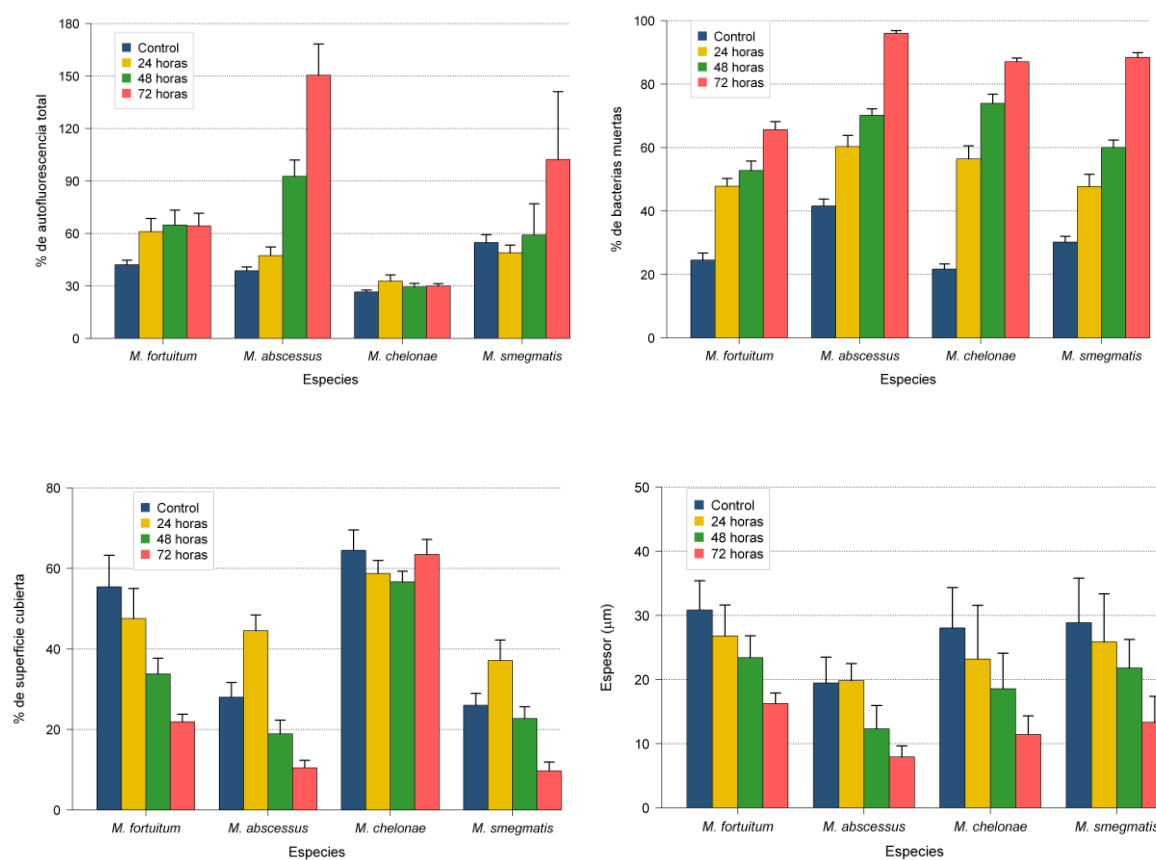 % de autofluorescencia total
180
150
120
90
60
30
0
Control
24 horas
48 horas
72 horas
M. fortuitum M. abscessus M. chelonae M. smegmatis
Especies
% de bacterias muertas
100
80
60
40
20
0
Control
24 horas
48 horas
72 horas
M. fortuitum M. abscessus M. chelonae M. smegmatis
Especies
% de superficie cubierta
80
60
40
20
0
Control
24 horas
48 horas
72 horas
M. fortuitum M. abscessus M. chelonae M. smegmatis
Especies
Espesor (μm)
50
40
30
20
10
0
Control
24 horas
48 horas
72 horas
M. fortuitum M. abscessus M. chelonae M. smegmatis
Especies